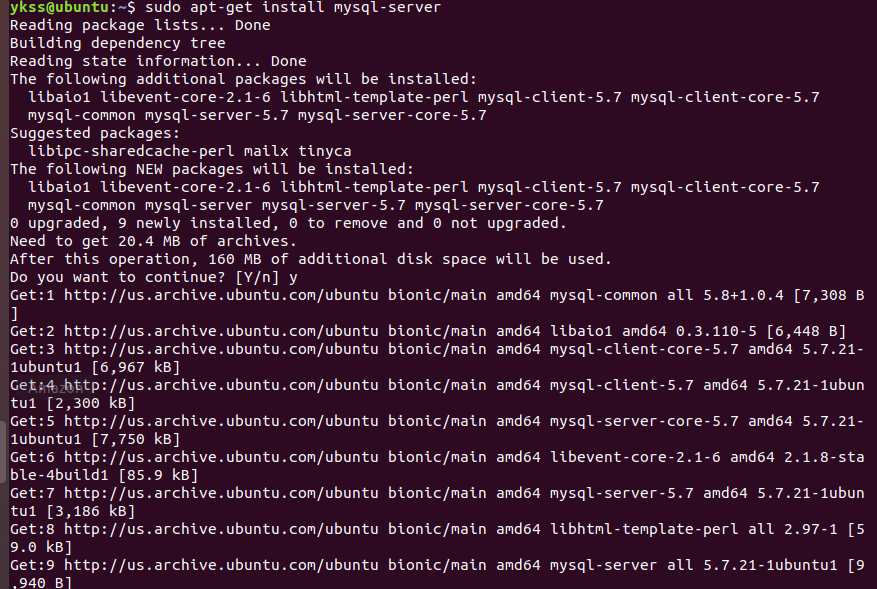 ykss@ubuntu:~$ sudo apt-get install mysql-server
Reading package lists... Done
Building dependency tree
Reading state information... Done
The following additional packages will be installed:
  libaio1 libevent-core-2.1-6 libhtml-template-perl mysql-client-5.7 mysql-client-core-5.7
  mysql-common mysql-server-5.7 mysql-server-core-5.7
Suggested packages:
  libipc-sharedcache-perl mailx tinyca
The following NEW packages will be installed:
  libaio1 libevent-core-2.1-6 libhtml-template-perl mysql-client-5.7 mysql-client-core-5.7
  mysql-common mysql-server mysql-server-5.7 mysql-server-core-5.7
0 upgraded, 9 newly installed, 0 to remove and 0 not upgraded.
Need to get 20.4 MB of archives.
After this operation, 160 MB of additional disk space will be used.
Do you want to continue? [Y/n] y
Get:1 http://us.archive.ubuntu.com/ubuntu bionic/main amd64 mysql-common all 5.8+1.0.4 [7,308 B
]
Get:2 http://us.archive.ubuntu.com/ubuntu bionic/main amd64 libaio1 amd64 0.3.110-5 [6,448 B]
Get:3 http://us.archive.ubuntu.com/ubuntu bionic/main amd64 mysql-client-core-5.7 amd64 5.7.21-
1ubuntu1 [6,967 kB]
Get:4 http://us.archive.ubuntu.com/ubuntu bionic/main amd64 mysql-client-5.7 amd64 5.7.21-1ubun
Amazon
tu1 [2,300 kB]
Get:5 http://us.archive.ubuntu.com/ubuntu bionic/main amd64 mysql-server-core-5.7 amd64 5.7.21-
1ubuntu1 [7,750 kB]
Get:6 http://us.archive.ubuntu.com/ubuntu bionic/main amd64 libevent-core-2.1-6 amd64 2.1.8-sta
ble-4build1 [85.9 kB]
Get:7 http://us.archive.ubuntu.com/ubuntu bionic/main amd64 mysql-server-5.7 amd64 5.7.21-1ubun
tu1 [3,186 kB]
Get:8 http://us.archive.ubuntu.com/ubuntu bionic/main amd64 libhtml-template-perl all 2.97-1 [5
9.0 kB]
Get:9 http://us.archive.ubuntu.com/ubuntu bionic/main amd64 mysql-server all 5.7.21-1ubuntu1 [9
,940 B]